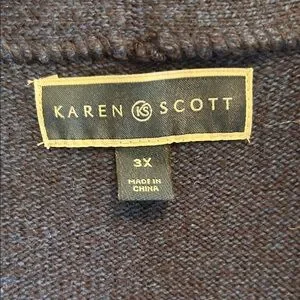 KAREN KS SCOTT
3X
MADE IN
CHINA